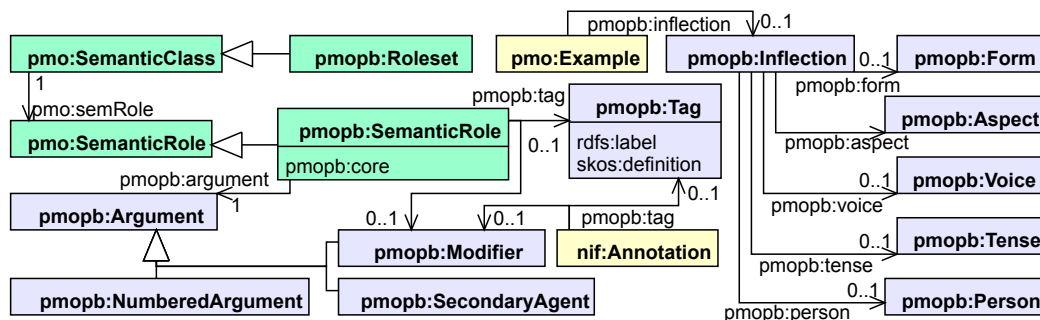 pmopb:inflection
0..1
pmo:SemanticClass
pmopb:Roleset
pmo:Example
pmopb:Inflection
0..1
pmopb:Form
pmopb:form
1
pmo:semRole
pmopb:tag
0..1
pmopb:Tag
rdfs:label
skos:definition
pmopb:Aspect
pmopb:aspect
pmo:SemanticRole
pmopb:SemanticRole
pmopb:core
pmopb:argument
1
0..1
pmopb:Voice
pmopb:voice
pmopb:Argument
0..1
0..1
pmopb:tag
0..1
pmopb:Modifier
nif:Annotation
0..1
pmopb:Tense
pmopb:tense
pmopb:NumberedArgument
pmopb:SecondaryAgent
0..1
pmopb:Person
pmopb:person